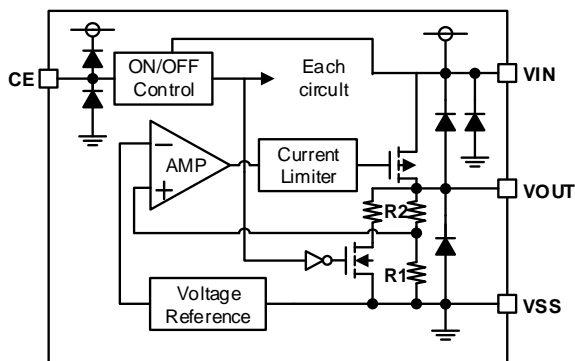 CE
ON/OFF
Control
Each
circuit
VIN
−
AMP
+
Current
Limiter
R2
VOUT
R1
Voltage
Reference
VSS